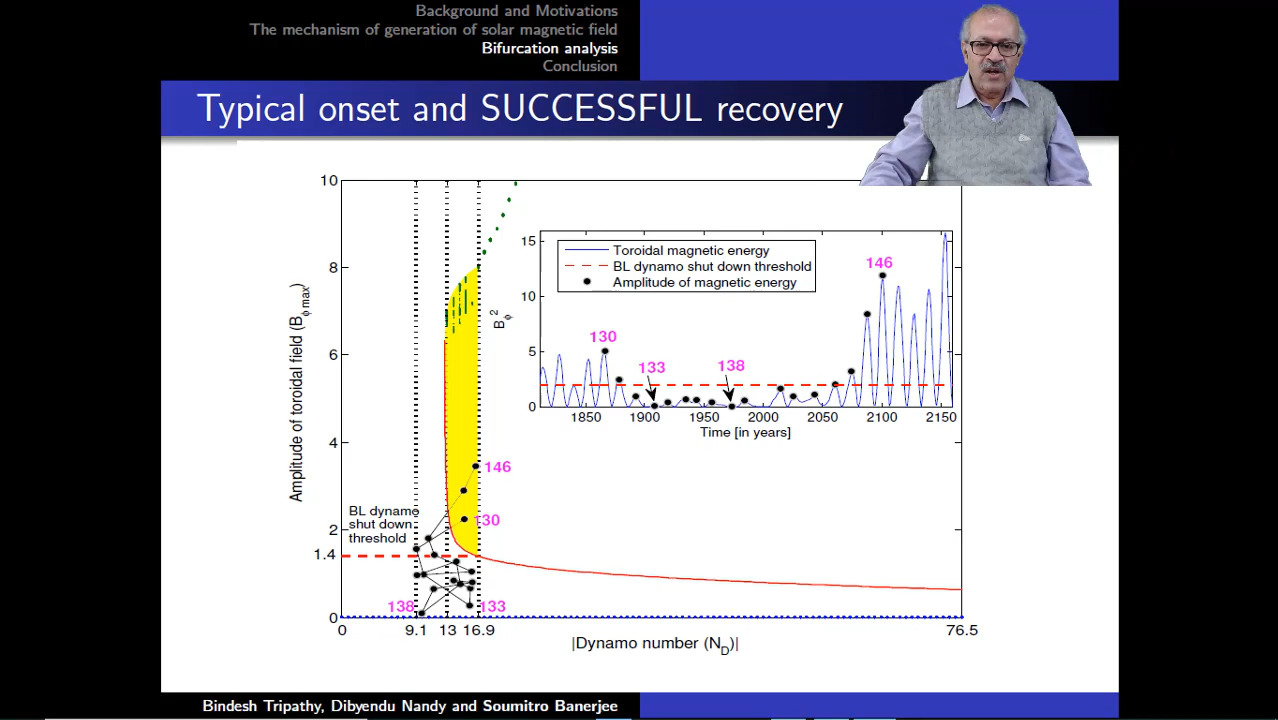 Background and Motivations
The mechanism of generation of solar magnetic field
Bifurcation analysis
Conclusion
Typical onset and SUCCESSFUL recovery
Amplitude of toroidal field (Bϕ max)
10
8
6
4
2
1.4
0
BL dynamo
shut down
threshold
146
130
138
133
0
9.1
13
16.9
76.5
|Dynamo number (ND)|
Bϕ2
15
10
5
0
Toroidal magnetic energy
BL dynamo shut down threshold
Amplitude of magnetic energy
130
133
138
146
1850
1900
1950
2000
2050
2100
2150
Time [in years]
Bindesh Tripathy, Dibyendu Nandy and Soumitro Banerjee